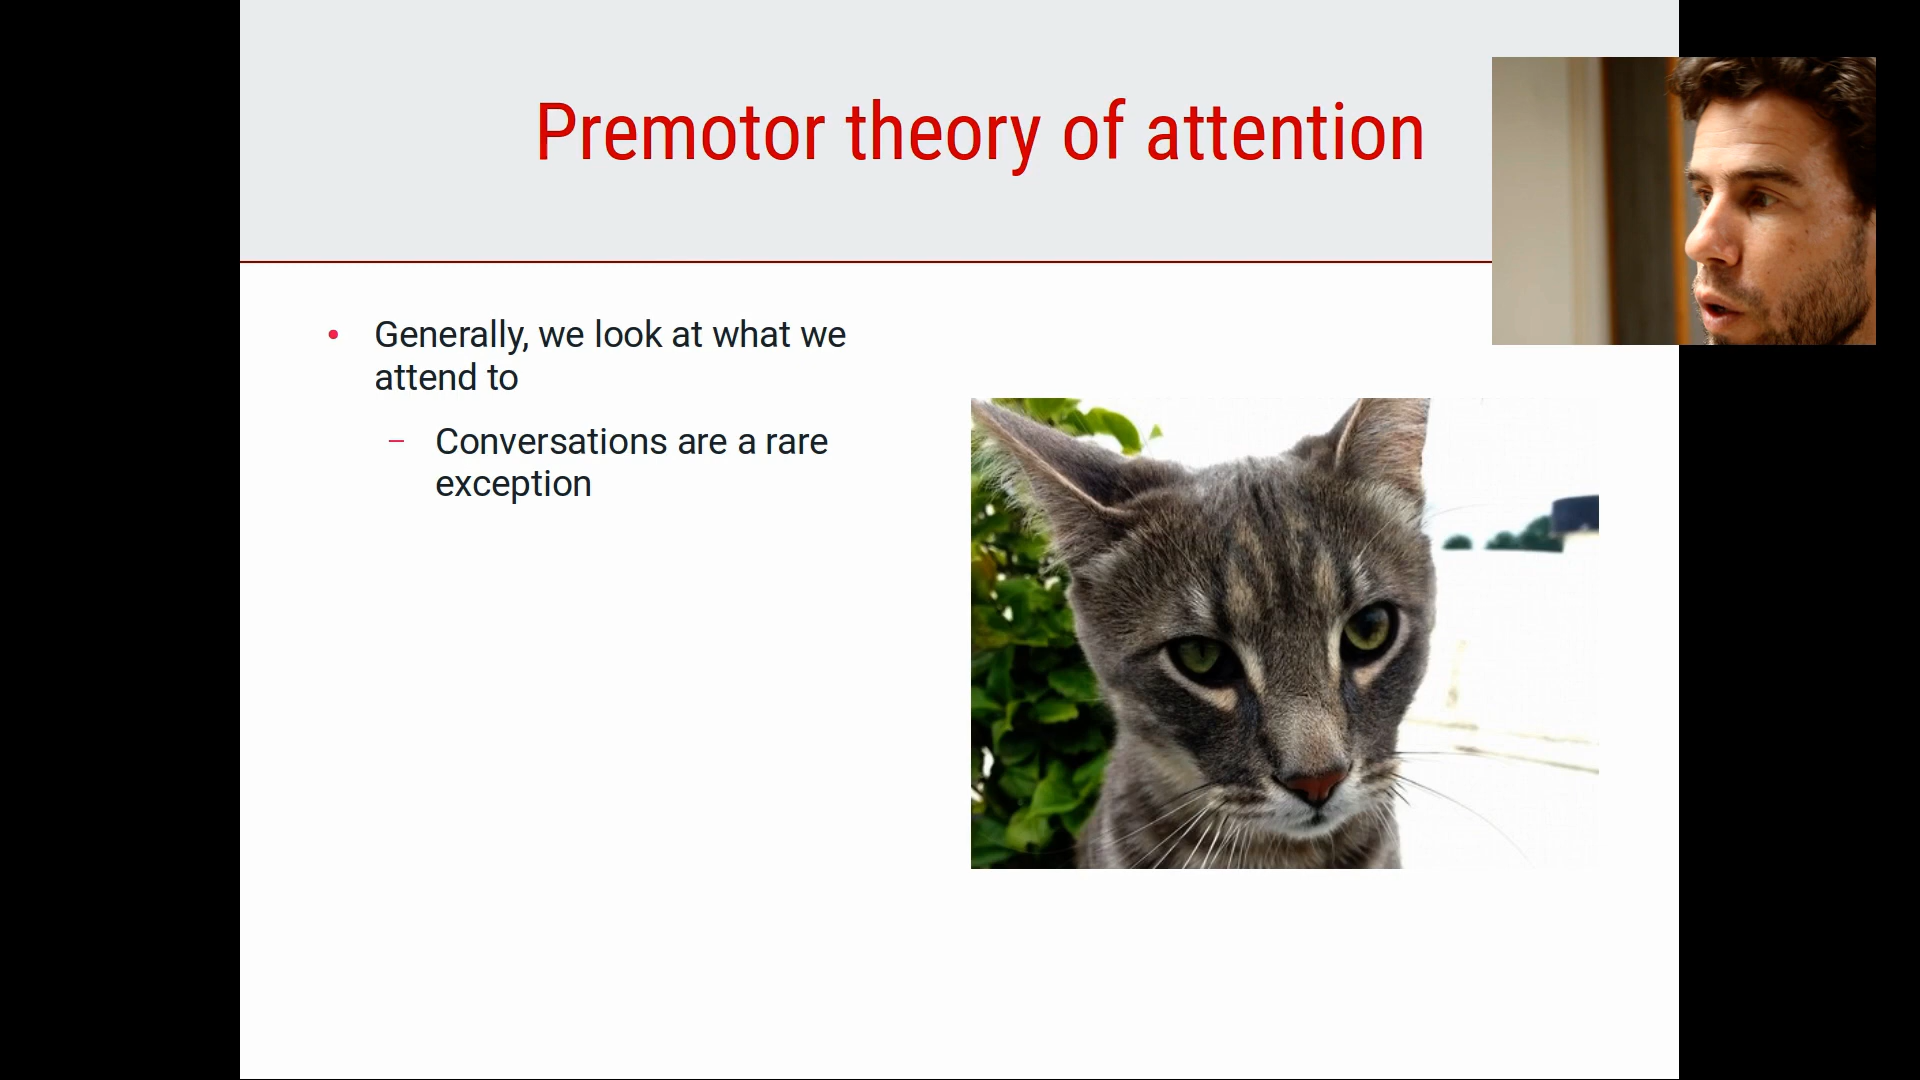 Premotor theory of attention
• Generally, we look at what we
attend to
– Conversations are a rare
exception